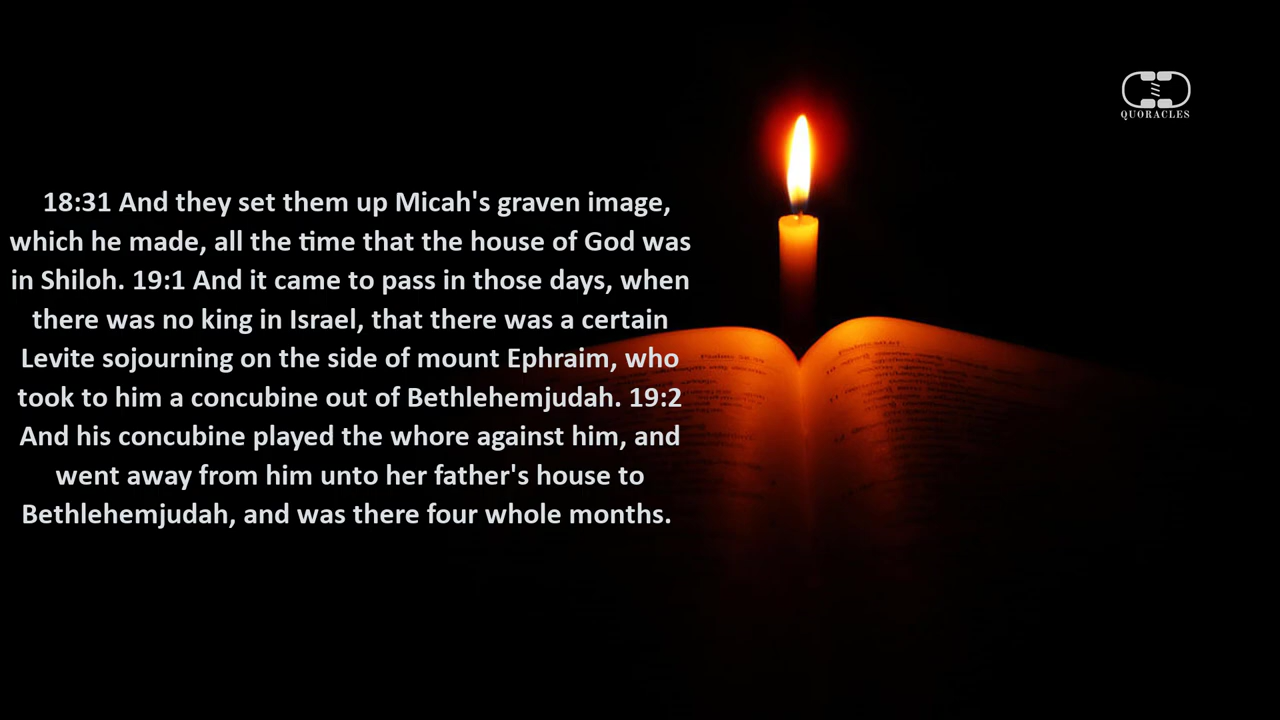 18:31 And they set them up Micah's graven image,
which he made, all the time that the house of God was
in Shiloh. 19:1 And it came to pass in those days, when
there was no king in Israel, that there was a certain
Levite sojourning on the side of mount Ephraim, who
took to him a concubine out of Bethlehemjudah. 19:2
And his concubine played the whore against him, and
went away from him unto her father's house to
Bethlehemjudah, and was there four whole months.
QUORACLES